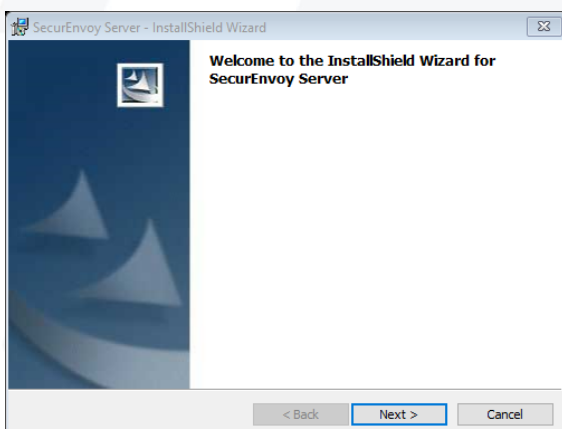 SecurEnvoy Server - InstallShield Wizard
Welcome to the InstallShield Wizard for
SecurEnvoy Server
< Back
Next >
Cancel